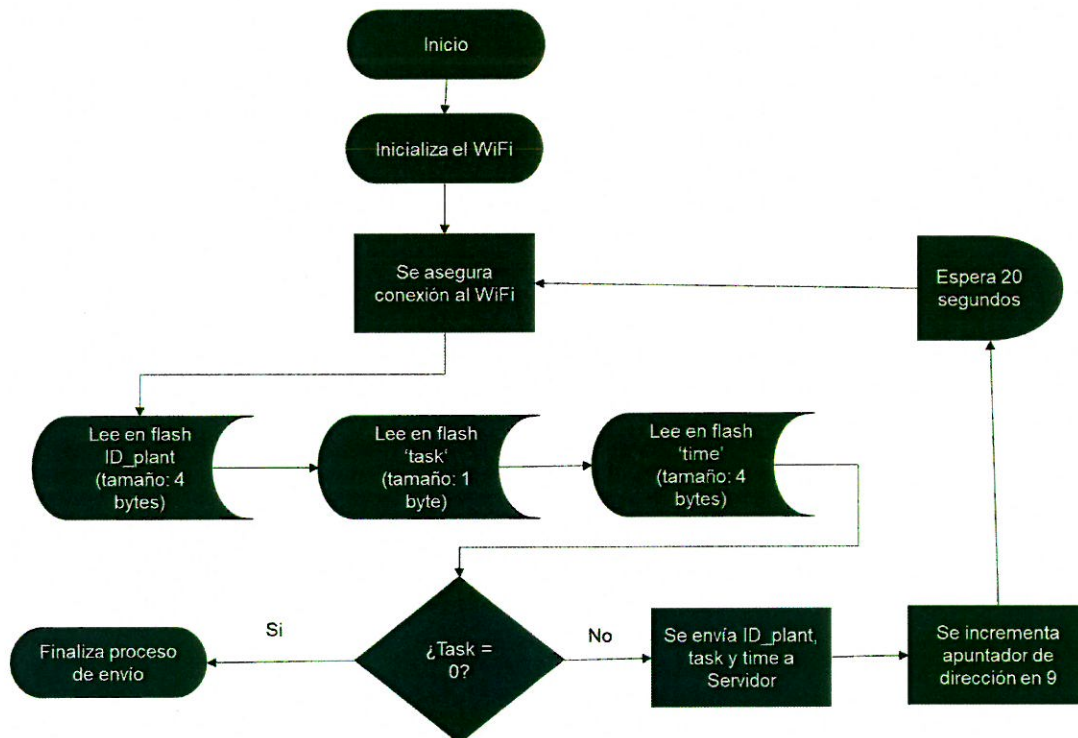 Inicio
Inicializa el WiFi
Se asegura
conexión al WiFi
Espera 20
segundos
Lee en flash
ID_plant
(tamaño: 4
bytes)
Lee en flash
‘task‘
(tamaño: 1
byte)
Lee en flash
‘time’
(tamaño: 4
bytes)
¿Task =
0?
Si
No
Finaliza proceso
de envio
Se envía ID_plant,
task y time a
Servidor
Se incrementa
apuntador de
dirección en 9